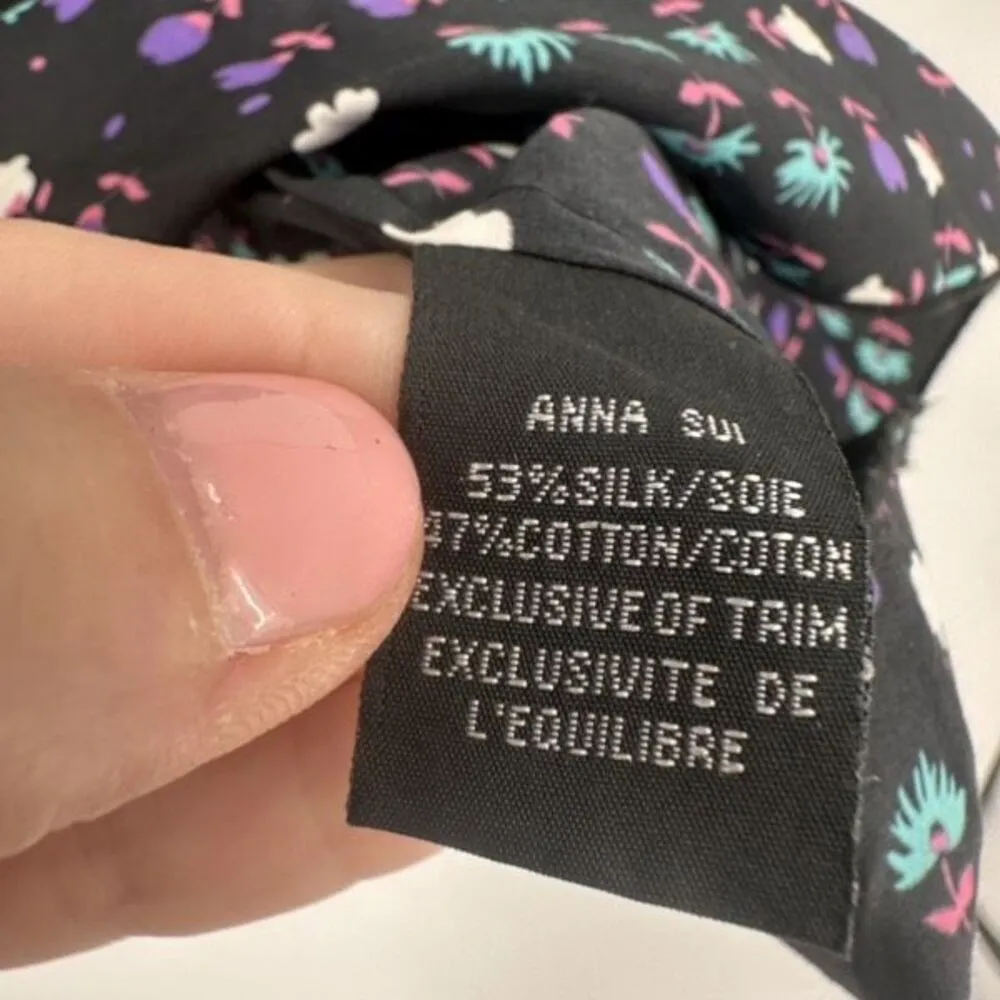 ANNA SUI
53%SILK/SOIE
47%COTTON/COTON
EXCLUSIVE OF TRIM
EXCLUSIVITE DE
L'EQUILIBRE